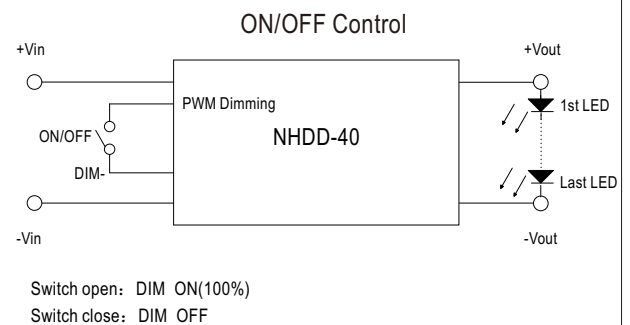 ON/OFF Control
+Vin
+Vout
PWM Dimming
1st LED
ON/OFF
NHDD-40
DIM-
Last LED
-Vin
-Vout
Switch open: DIM ON(100%)
Switch close: DIM OFF